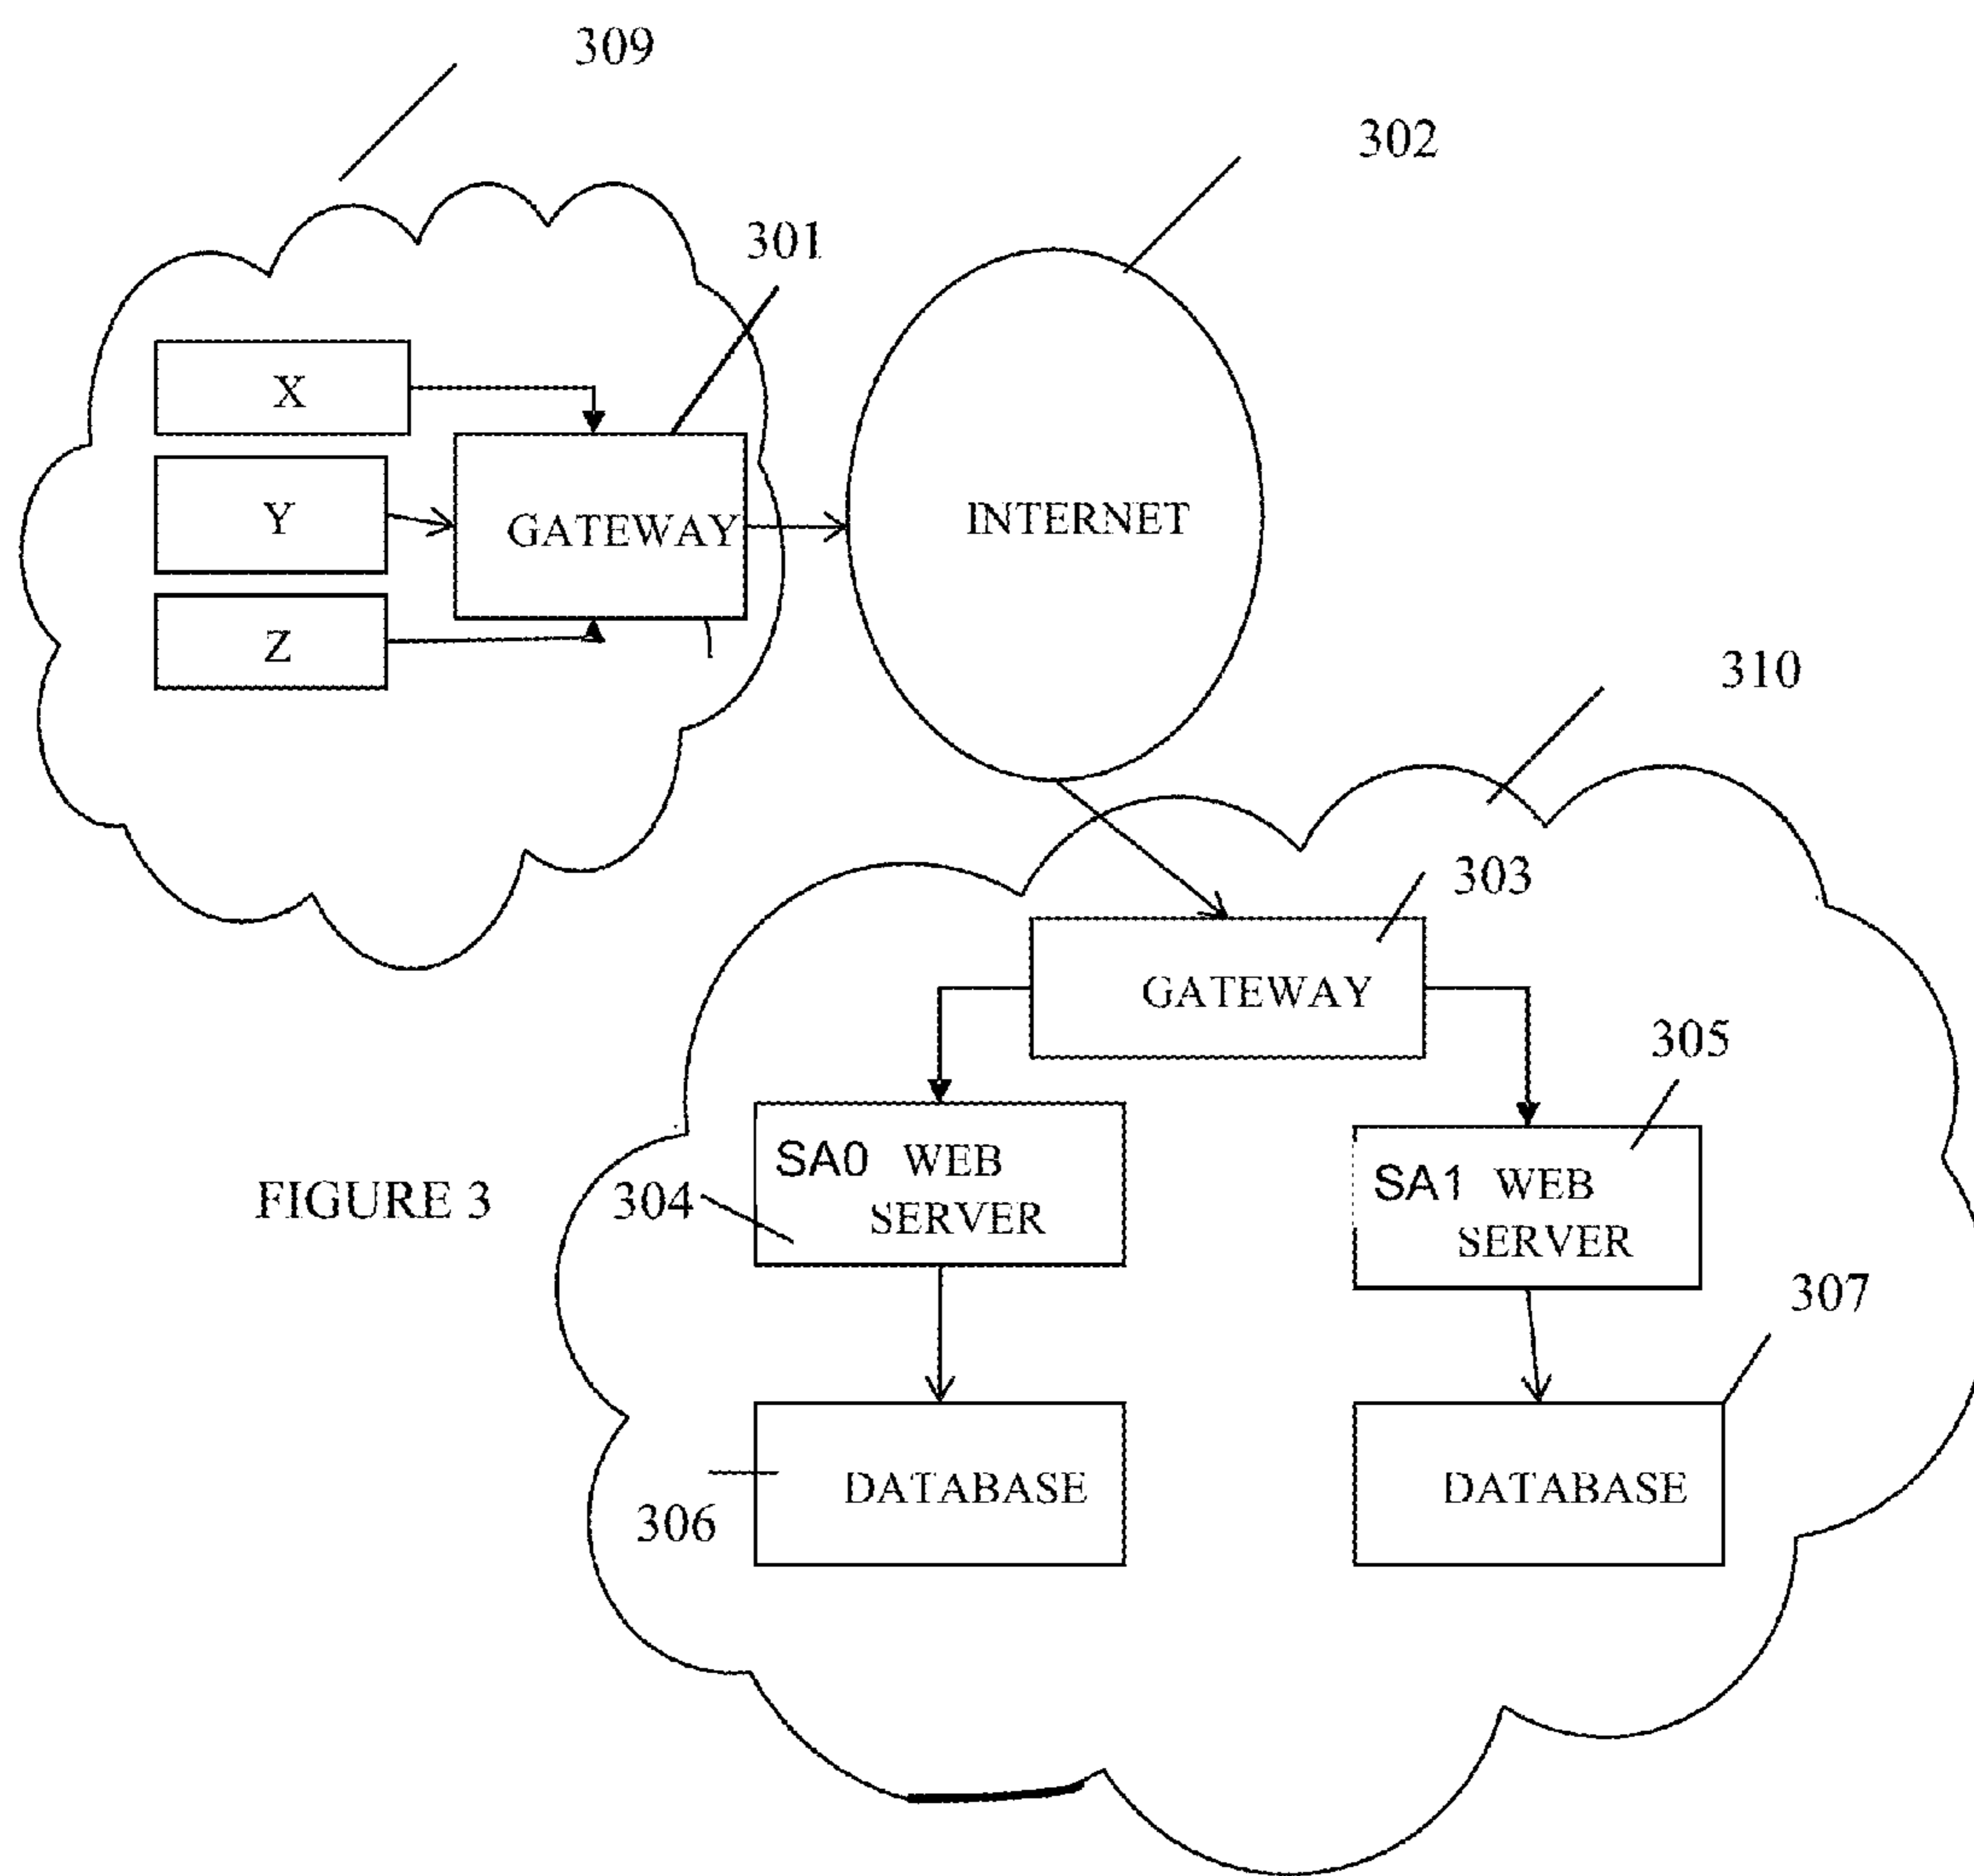 309
302
301
X
Y
GATEWAY
INTERNET
Z
310
303
GATEWAY
305
SA0 WEB
SERVER
304
SA1 WEB
SERVER
FIGURE 3
307
DATABASE
DATABASE
306